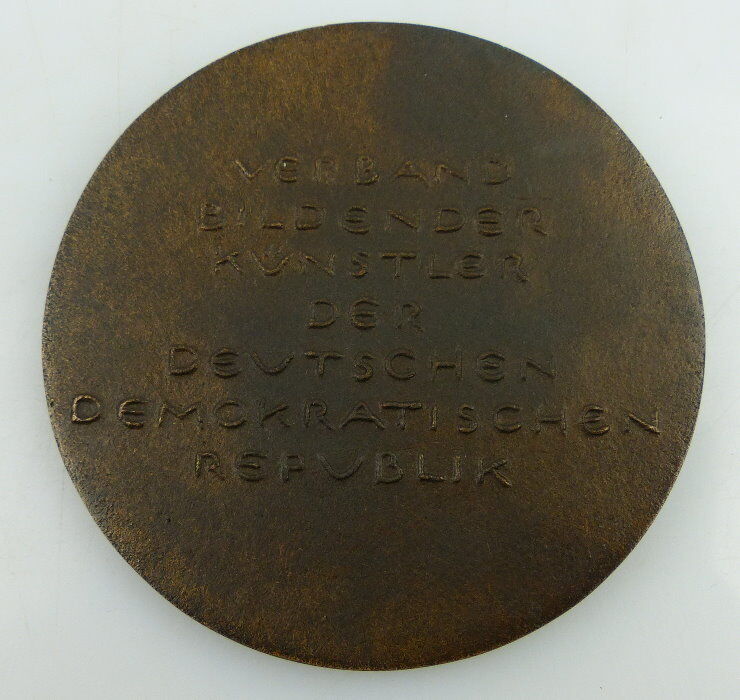 VERBAND
BILDENDER
KÜNSTLER
DER
DEUTSCHEN
DEMOKRATISCHEN
REPUBLIK